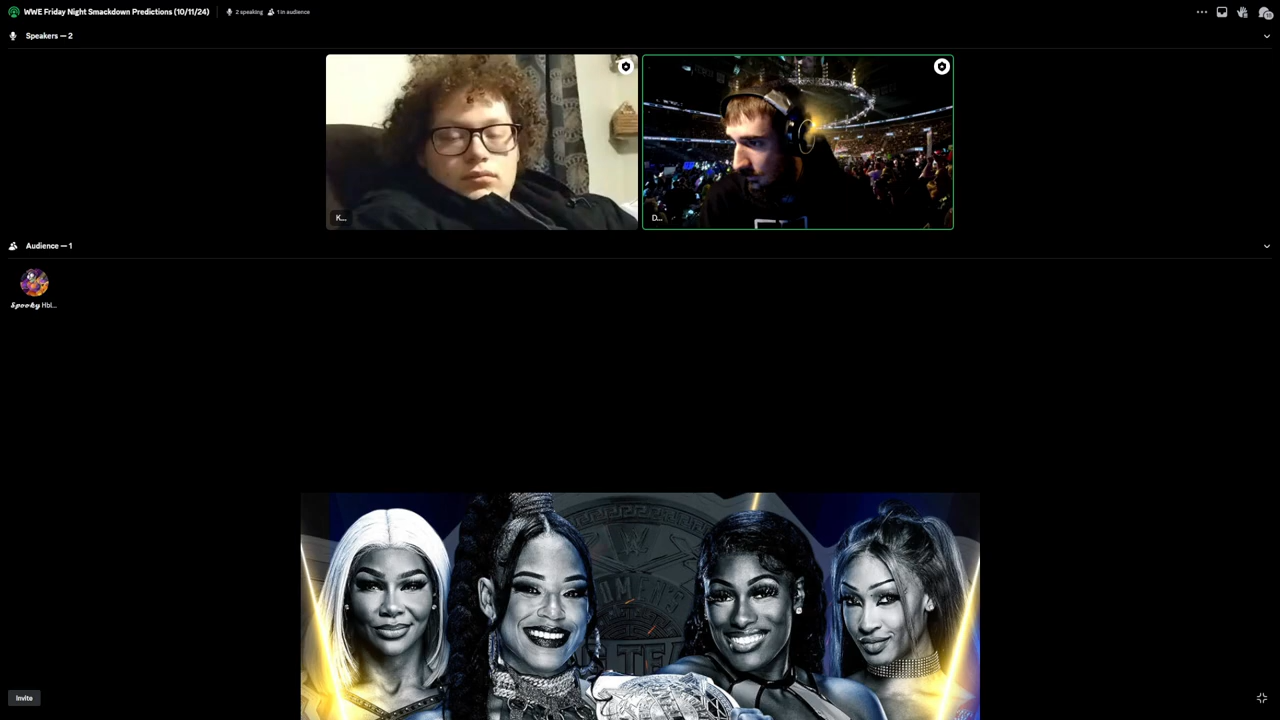 WWE Friday Night Smackdown Predictions (10/11/24) 2 speaking 1 in audience
Speakers — 2
K...
D...
Audience — 1
Spooky Hbl...
Invite